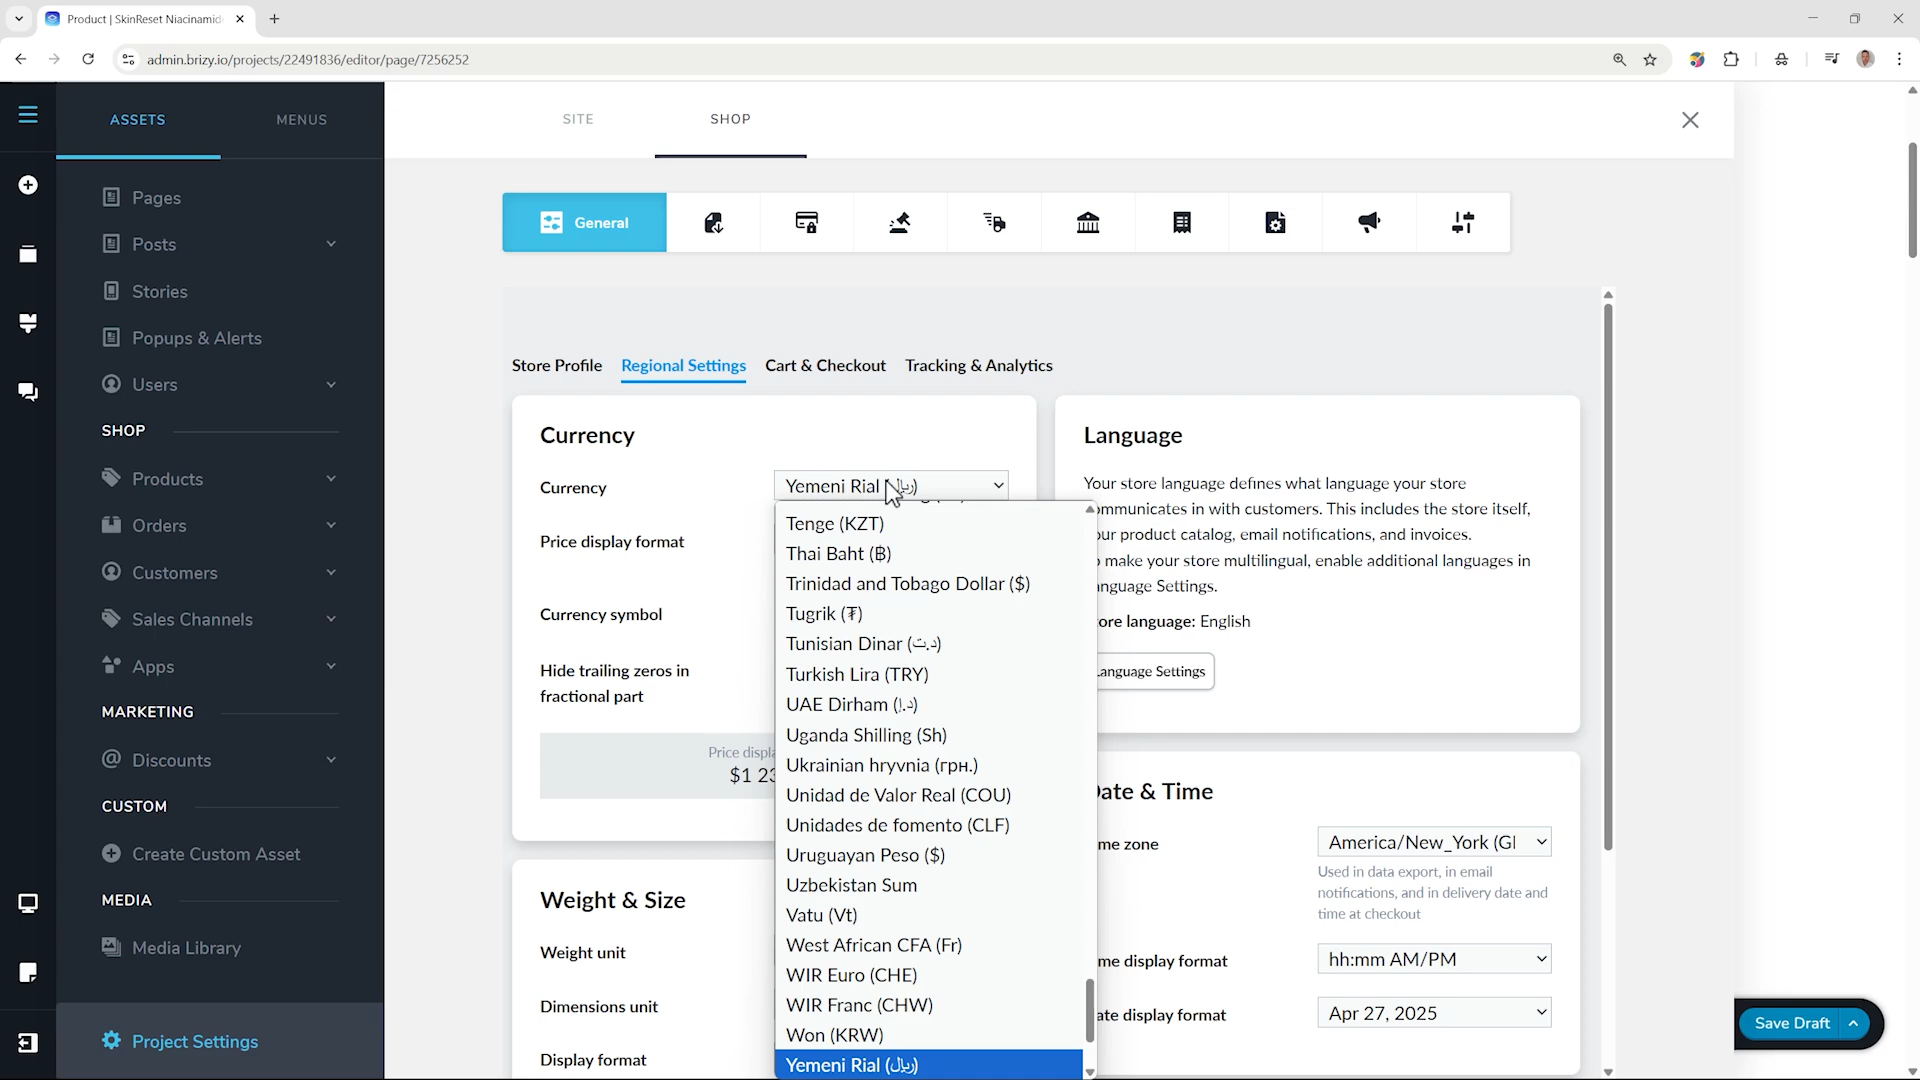 Product | SkinReset Niacinamid
admin.brizy.io/projects/22491836/editor/page/7256252
ASSETS
MENUS
Pages
Posts
Stories
Popups & Alerts
Users
SHOP
Products
Orders
Customers
Sales Channels
Apps
MARKETING
Discounts
CUSTOM
Create Custom Asset
MEDIA
Media Library
Project Settings
SITE
SHOP
General
Store Profile
Regional Settings
Cart & Checkout
Tracking & Analytics
Currency
Currency
Yemeni Rial (﷼)
Price display format
Currency symbol
Hide trailing zeros in
fractional part
Price displa
$1 23
Tenge (KZT)
Thai Baht (฿)
Trinidad and Tobago Dollar ($)
Tugrik (₮)
Tunisian Dinar (د.ت)
Turkish Lira (TRY)
UAE Dirham (د.إ)
Uganda Shilling (Sh)
Ukrainian hryvnia (грн.)
Unidad de Valor Real (COU)
Unidades de fomento (CLF)
Uruguayan Peso ($)
Uzbekistan Sum
Vatu (Vt)
West African CFA (Fr)
WIR Euro (CHE)
WIR Franc (CHW)
Won (KRW)
Yemeni Rial (﷼)
Weight & Size
Weight unit
Dimensions unit
Display format
Language
Your store language defines what language your store
ommunicates in with customers. This includes the store itself,
our product catalog, email notifications, and invoices.
o make your store multilingual, enable additional languages in
anguage Settings.
ore language: English
anguage Settings
Date & Time
me zone
America/New_York (G
Used in data export, in email
notifications, and in delivery date and
time at checkout
me display format
hh:mm AM/PM
ate display format
Apr 27, 2025
Save Draft